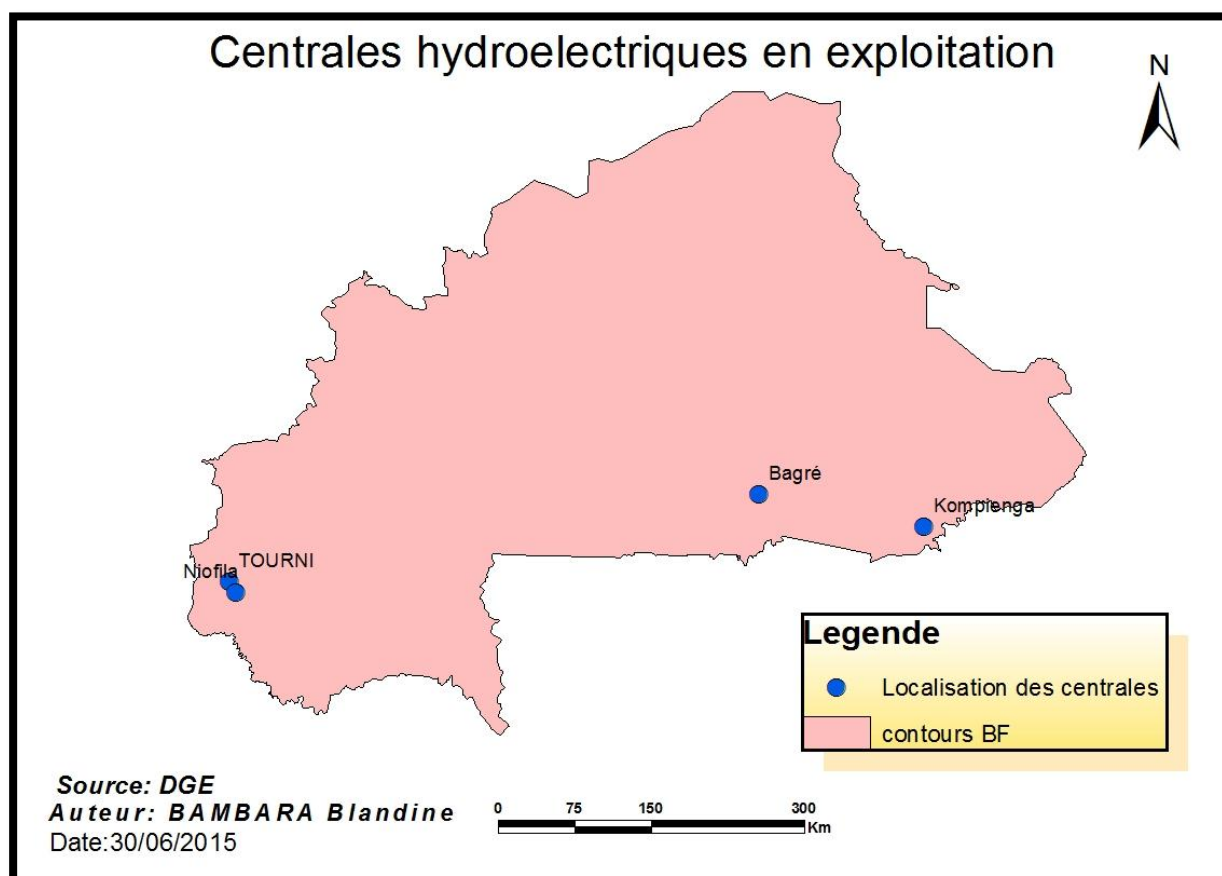 Centrales hydroelectriques en exploitation
N
Bagré
Kompienga
Niofila
TOURNI
Legende
Localisation des centrales
contours BF
Source: DGE
Auteur: BAMBARA Blandine
Date:30/06/2015
0 75 150 300
Km